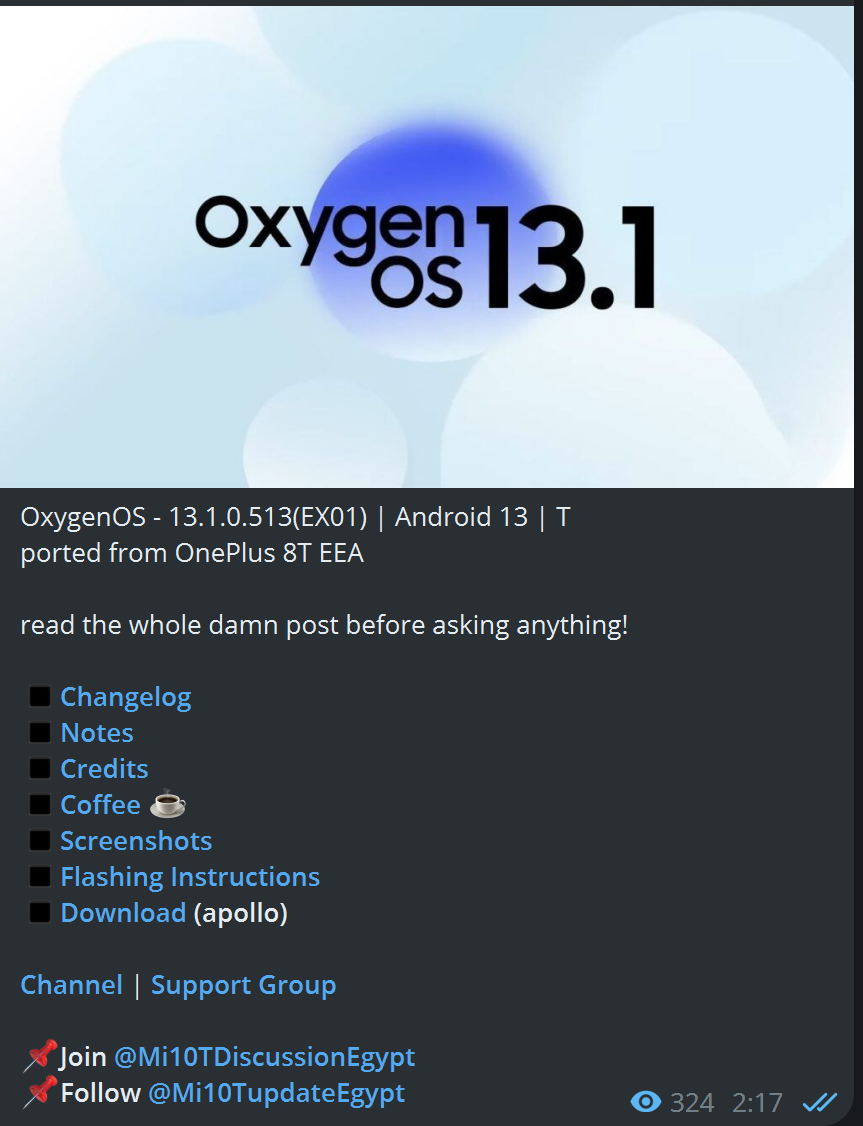 Oxygen
OS 13.1
OxygenOS - 13.1.0.513(EX01) | Android 13 | T
ported from OnePlus 8T EEA
read the whole damn post before asking anything!
Changelog
Notes
Credits
Coffee ☕
Screenshots
Flashing Instructions
Download (apollo)
Channel | Support Group
📌Join @Mi10TDiscussionEgypt
📌Follow @Mi10TupdateEgypt
324 2:17